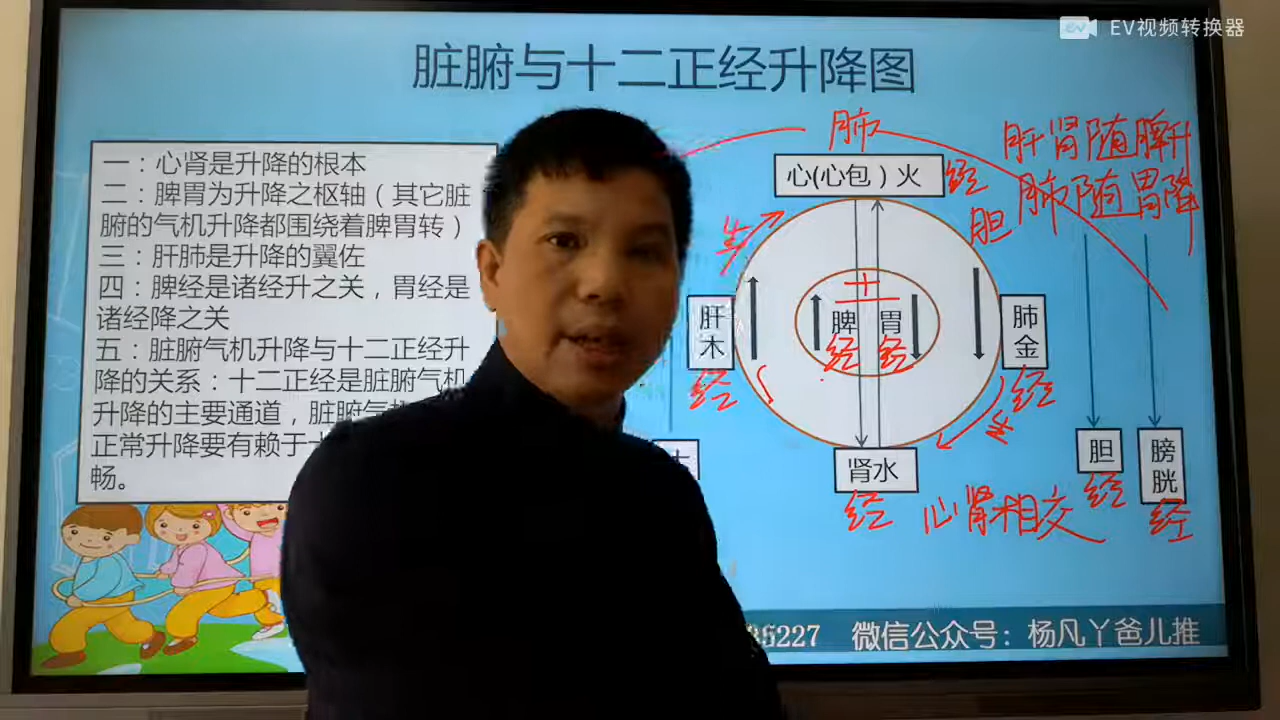 EV视频转换器
脏腑与十二正经升降图
一：心肾是升降的根本
二：脾胃为升降之枢轴（其它脏
腑的气机升降都围绕着脾胃转）
三：肝肺是升降的翼佐
四：脾经是诸经升之关，胃经是
诸经降之关
五：脏腑气机升降与十二正经升
降的关系：十二正经是脏腑气机
升降的主要通道，脏腑气
正常升降要有赖于
畅。
肺
心(心包）火
经
肝肾随脾升
肺随胃降
胆
生
土
脾
胃
经
经
肝木
经
肺金
经
生
肾水
经
心肾相交
胆
经
膀胱
经
35227
微信公众号：杨凡丫爸儿推